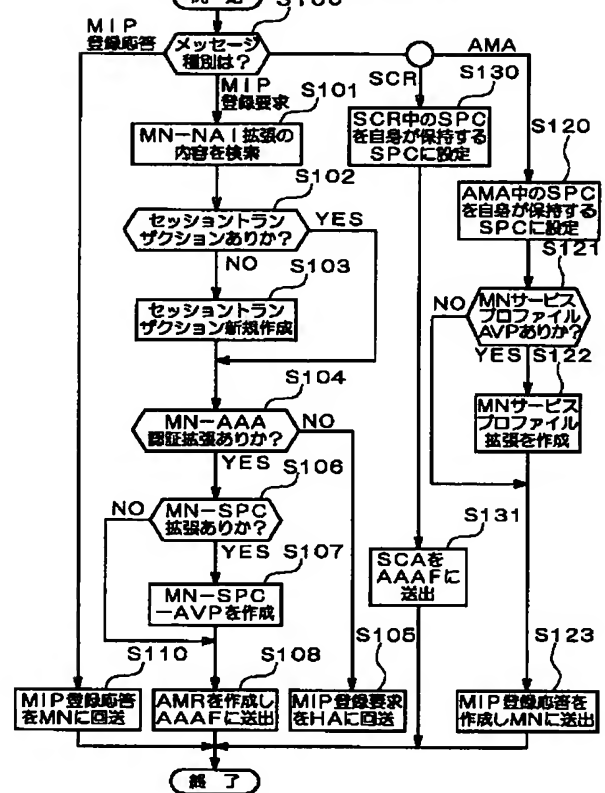 S100
MIP
登録応答
メッセージ
種別は?
AMA
SCR
MIP
登録要求
S101
MN-NAI拡張の
内容を検索
S130
SCR中のSPC
を自身が保持する
SPCに設定
S120
AMA中のSPC
を自身が保持する
SPCに設定
S102
セッショントラン
ザクションありか?
YES
NO
S103
セッショントラン
ザクション新規作成
S121
MNサービス
プロファイル
AVPありか?
NO
YES
S122
MNサービス
プロファイル
拡張を作成
S104
MN-AAA
認証拡張ありか?
NO
YES
S106
MN-SPC
拡張ありか?
NO
YES
S107
MN-SPC
-AVPを作成
S131
SCAを
AAAFに
送出
S110
MIP登録応答
をMNに回送
S108
AMRを作成し
AAAFに送出
S105
MIP登録要求
をHAに回送
S123
MIP登録応答を
作成しMNに送出
終 了